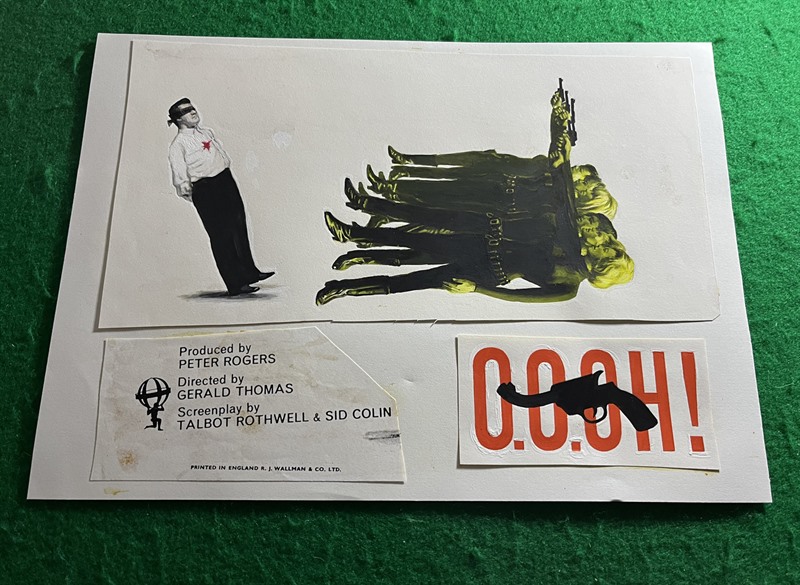 Produced by
PETER ROGERS
Directed by
GERALD THOMAS
Screenplay by
TALBOT ROTHWELL & SID COLIN
PRINTED IN ENGLAND R. J. WALLMAN & CO. LTD.
O.O.OH!